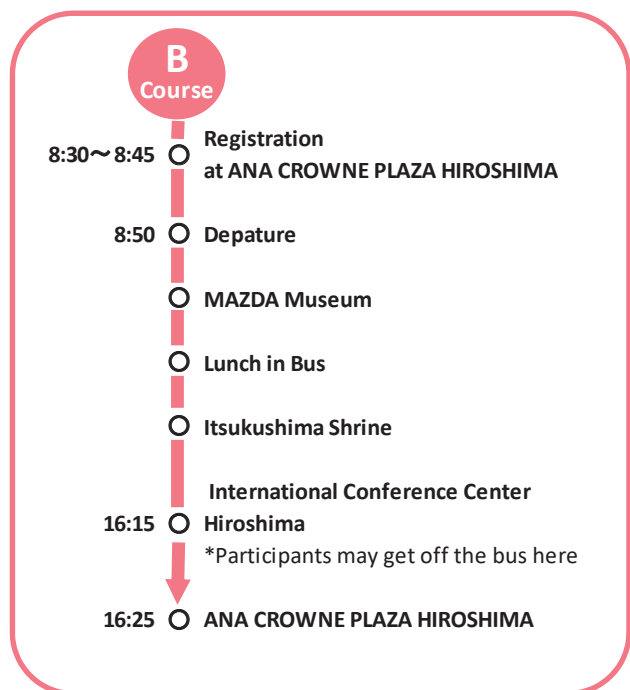 B
Course
8:30～8:45
Registration
at ANA CROWNE PLAZA HIROSHIMA
8:50
Depature
MAZDA Museum
Lunch in Bus
Itsukushima Shrine
International Conference Center
16:15
Hiroshima
*Participants may get off the bus here
16:25
ANA CROWNE PLAZA HIROSHIMA